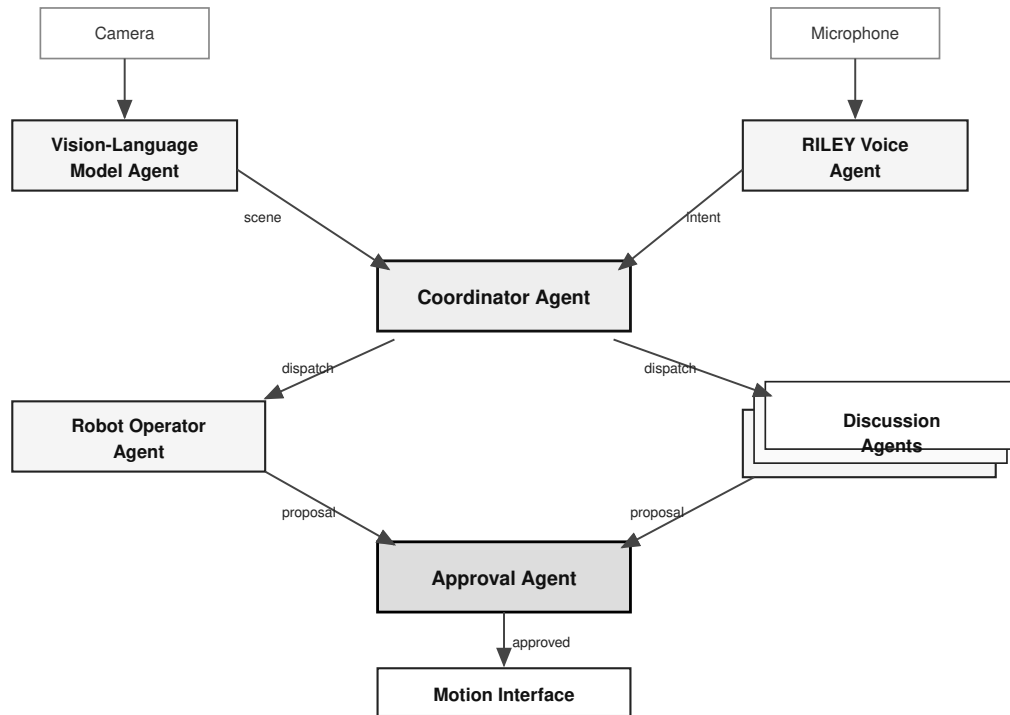 Camera
Microphone
Vision-Language
Model Agent
RILEY Voice
Agent
scene
intent
Coordinator Agent
dispatch
dispatch
Robot Operator
Agent
Discussion
Agents
proposal
proposal
Approval Agent
approved
Motion Interface